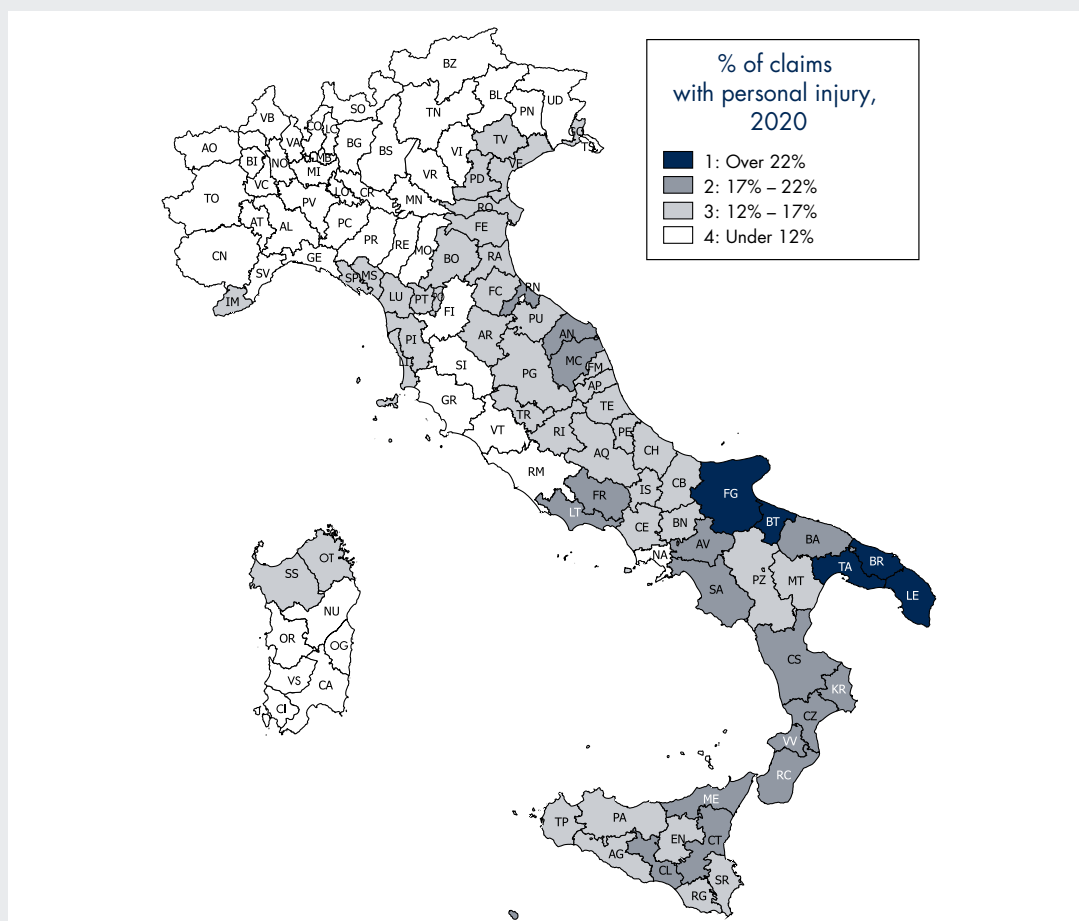 % of claims
with personal injury,
2020
1: Over 22%
2: 17% – 22%
3: 12% – 17%
4: Under 12%
BZ
VB
SO
TN
BL
PN
UD
AO
VA
CO
LC
BG
BS
VI
TV
GO
TS
BI
NO
MB
MI
VR
PD
VE
TO
VC
PV
LO
CR
MN
RO
AT
AL
PC
PR
RE
MO
FE
CN
SV
GE
BO
RA
IM
SP
MS
LU
PT
PO
FI
FC
RN
PU
PI
LI
AR
AN
SI
PG
MC
FM
AP
GR
TR
TE
VT
RI
PE
AQ
CH
RM
FR
IS
CB
FG
LT
CE
BN
BT
NA
AV
BA
SS
OT
SA
PZ
MT
TA
BR
LE
NU
OR
OG
VS
CA
CI
CS
KR
CZ
VV
RC
ME
TP
PA
EN
CT
AG
CL
SR
RG